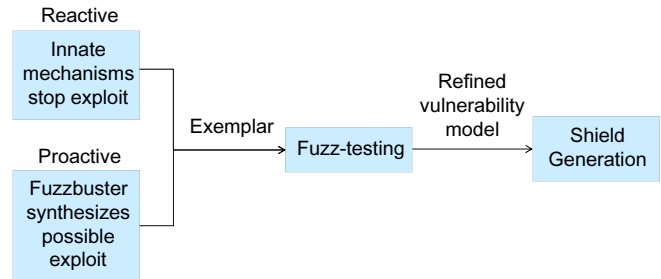 Reactive
Innate
mechanisms
stop exploit
Proactive
Fuzzbuster
synthesizes
possible
exploit
Exemplar
Fuzz-testing
Refined
vulnerability
model
Shield
Generation